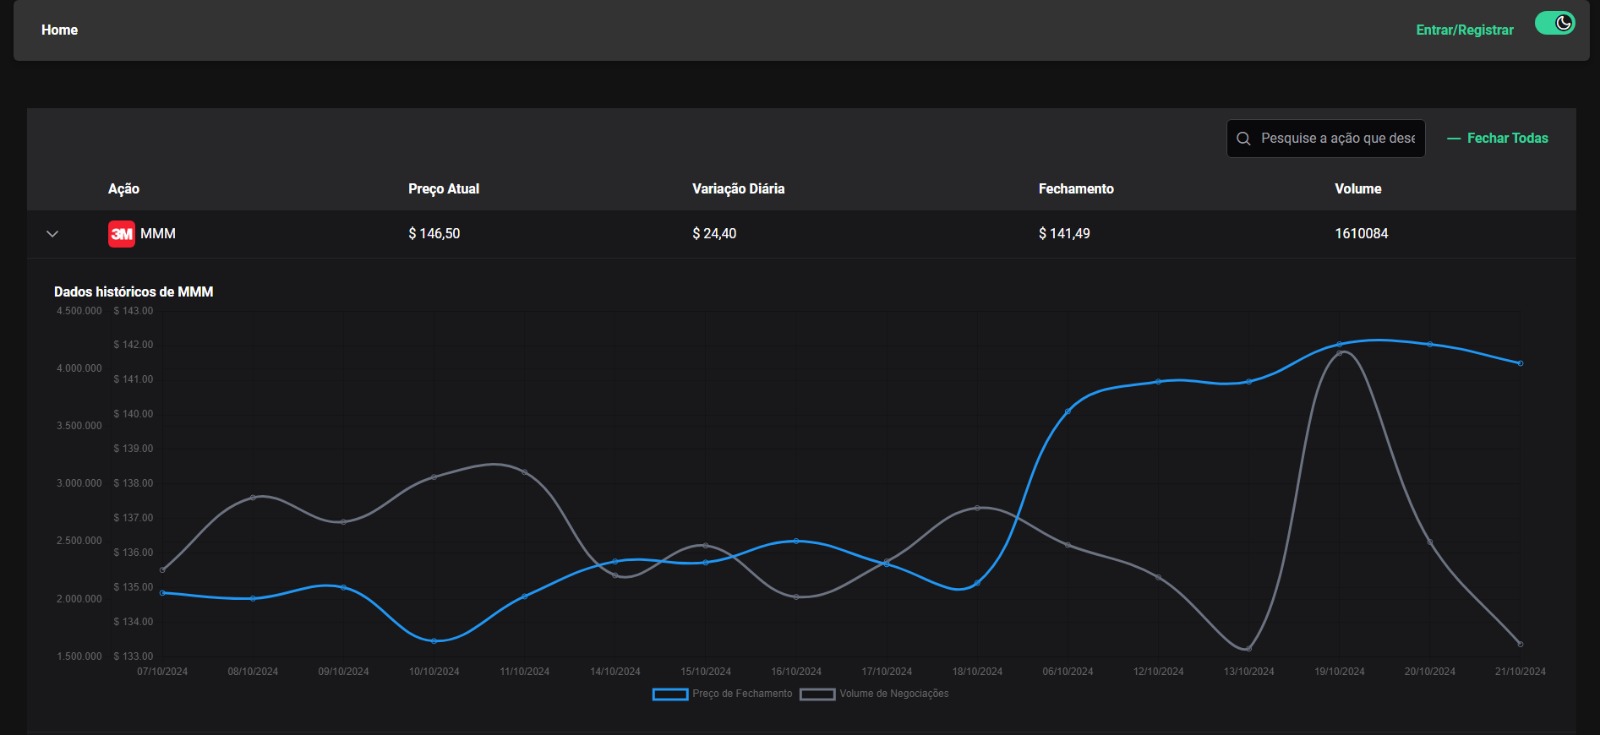 Home Entrar/Registrar
Pesquise a ação que dese — Fechar Todas
Ação Preço Atual Variação Diária Fechamento Volume
3M MMM $ 146,50 $ 24,40 $ 141,49 1610084
Dados históricos de MMM
4.500.000 $ 143.00
$ 142.00
4.000.000 $ 141.00
$ 140.00
3.500.000
$ 139.00
3.000.000 $ 138.00
$ 137.00
2.500.000 $ 136.00
$ 135.00
2.000.000
$ 134.00
1.500.000 $ 133.00
07/10/2024 08/10/2024 09/10/2024 10/10/2024 11/10/2024 14/10/2024 15/10/2024 16/10/2024 17/10/2024 18/10/2024 06/10/2024 12/10/2024 13/10/2024 19/10/2024 20/10/2024 21/10/2024
Preço de Fechamento Volume de Negociações